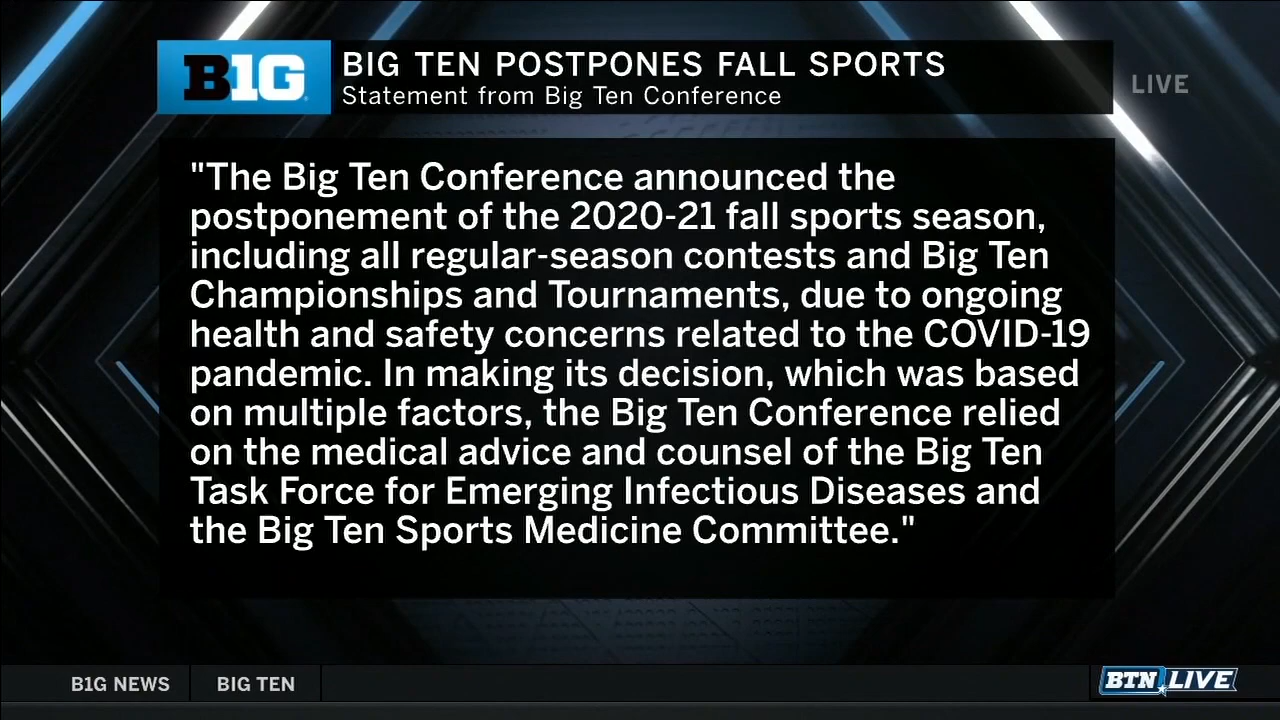 B1G
BIG TEN POSTPONES FALL SPORTS
Statement from Big Ten Conference
LIVE
"The Big Ten Conference announced the
postponement of the 2020-21 fall sports season,
including all regular-season contests and Big Ten
Championships and Tournaments, due to ongoing
health and safety concerns related to the COVID-19
pandemic. In making its decision, which was based
on multiple factors, the Big Ten Conference relied
on the medical advice and counsel of the Big Ten
Task Force for Emerging Infectious Diseases and
the Big Ten Sports Medicine Committee."
B1G NEWS
BIG TEN
BTN LIVE